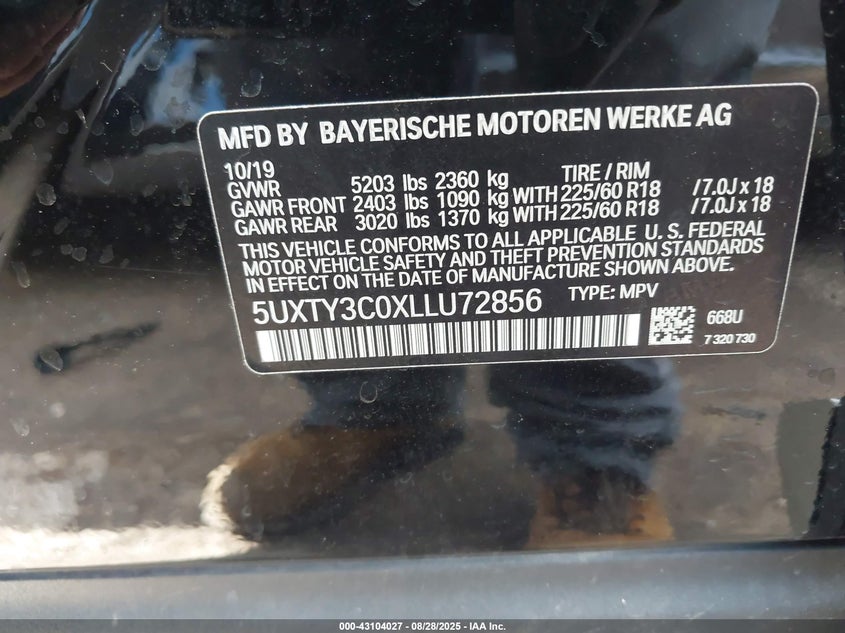 MFD BY BAYERISCHE MOTOREN WERKE AG
10/19 TIRE / RIM
GVWR 5203 lbs 2360 kg
GAWR FRONT 2403 lbs 1090 kg WITH 225/60 R18 /7.0J x 18
GAWR REAR 3020 lbs 1370 kg WITH 225/60 R18 /7.0J x 18
THIS VEHICLE CONFORMS TO ALL APPLICABLE U. S. FEDERAL
MOTOR VEHICLE SAFETY AND THEFT PREVENTION STANDARDS
IN EFFECT ON THE DATE OF MANUFACTURE SHOWN ABOVE.
5UXTY3C0XLLU72856 TYPE: MPV
668U
7 320 730
000-43104027 | 08/28/2025 - IAA Inc.